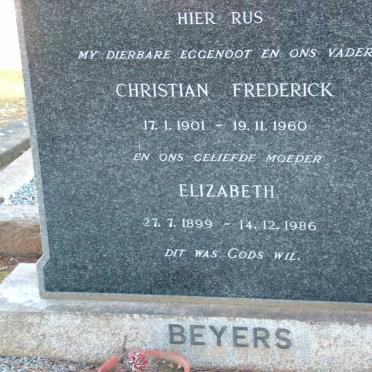 HIER RUS
MY DIERBARE EGGENOOT EN ONS VADER
CHRISTIAN FREDERICK
17.1.1901 - 19.11.1960
EN ONS GELIEFDE MOEDER
ELIZABETH
27.7.1899 - 14.12.1986
DIT WAS GODS WIL.
BEYERS